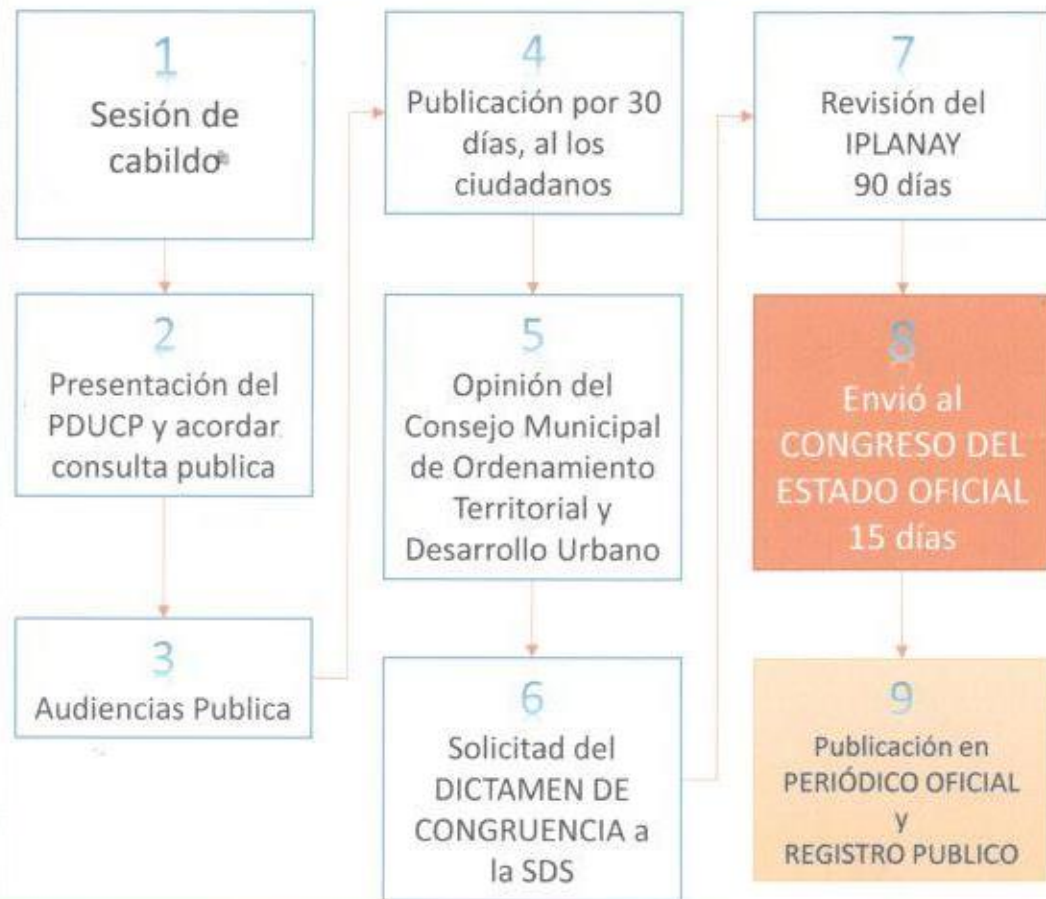 1
Sesión de
cabildo
2
Presentación del
PDUCP y acordar
consulta publica
3
Audiencias Publica
4
Publicación por 30
días, al los
ciudadanos
5
Opinión del
Consejo Municipal
de Ordenamiento
Territorial y
Desarrollo Urbano
6
Solicitad del
DICTAMEN DE
CONGRUENCIA a
la SDS
7
Revisión del
IPLANAY
90 días
8
Envió al
CONGRESO DEL
ESTADO OFICIAL
15 días
9
Publicación en
PERIÓDICO OFICIAL
y
REGISTRO PUBLICO